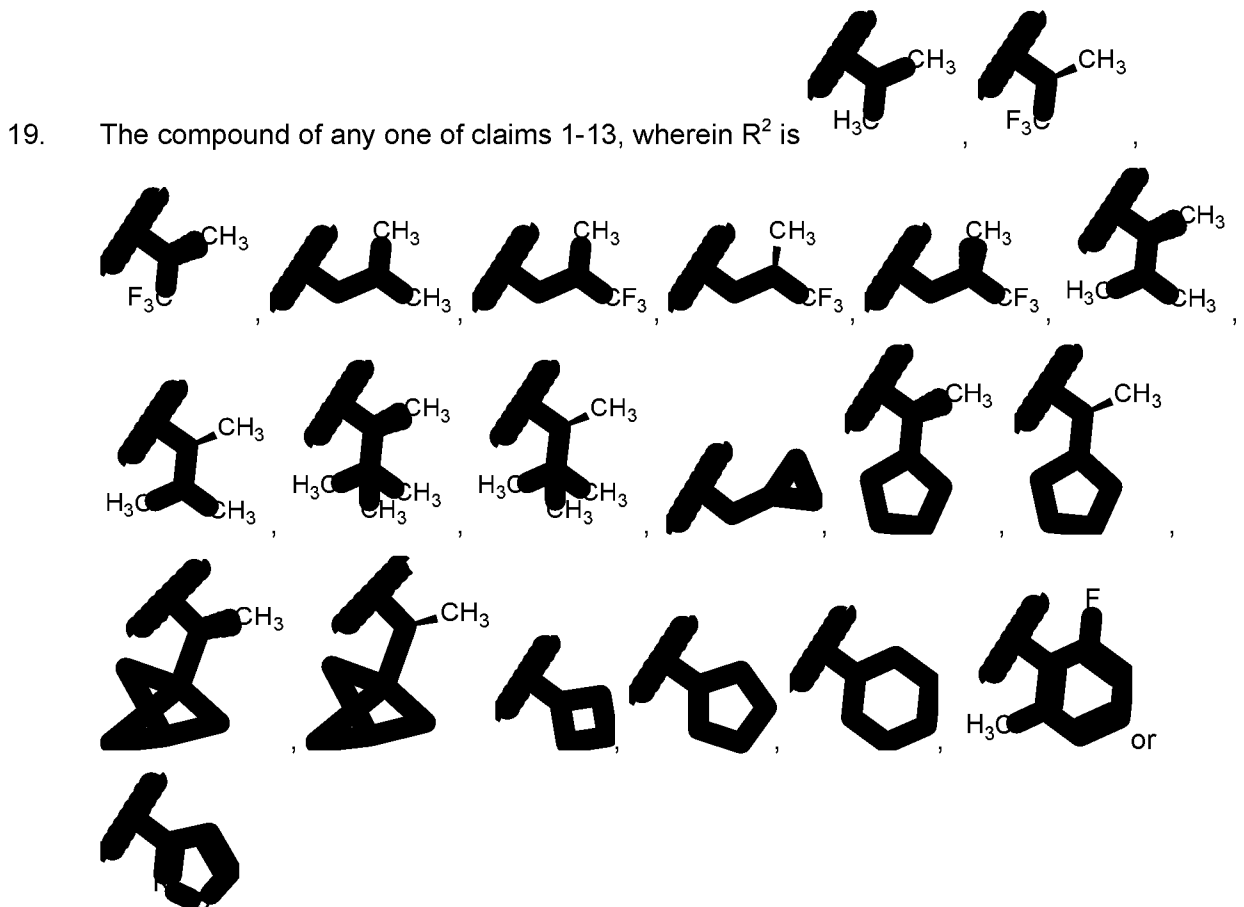 CH3 CH3
19. The compound of any one of claims 1-13, wherein R² is H3C , F3C ,
CH3 CH3 CH3 CH3 CH3 CH3
F3C , CH3 , CF3 , CF3 , CF3 , H3C CH3 ,
CH3 CH3 CH3 CH3 CH3
H3C CH3 , H3C CH3 CH3 , H3C CH3 CH3 , , , ,
CH3 CH3 F
, , , , , H3C or